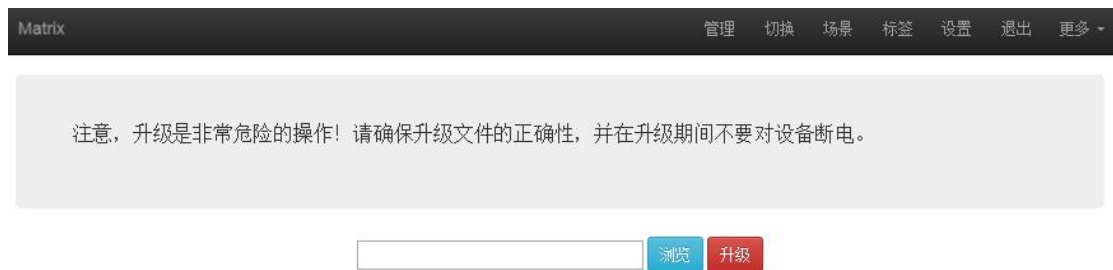 Matrix 管理 切换 场景 标签 设置 退出 更多
注意，升级是非常危险的操作！请确保升级文件的正确性，并在升级期间不要对设备断电。
浏览 升级